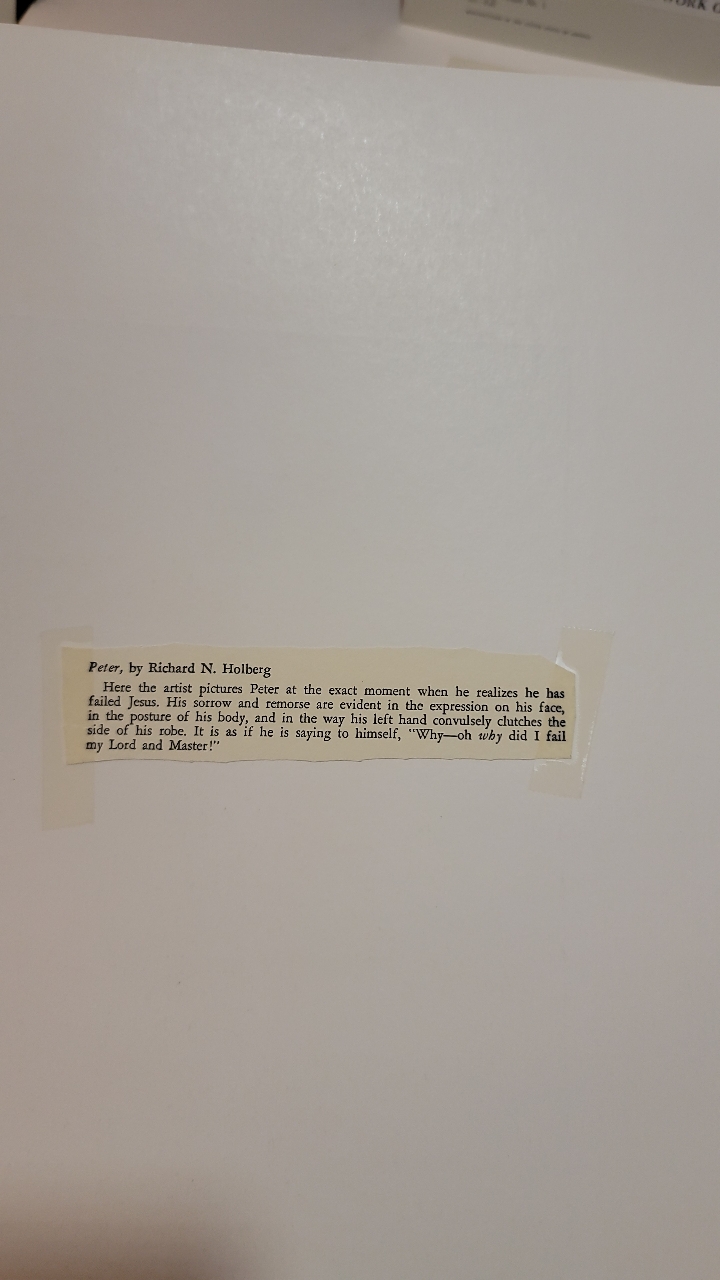 ORK
Peter, by Richard N. Holberg
Here the artist pictures Peter at the exact moment when he realizes he has
failed Jesus. His sorrow and remorse are evident in the expression on his face,
in the posture of his body, and in the way his left hand convulsely clutches the
side of his robe. It is as if he is saying to himself, "Why—oh why did I fail
my Lord and Master!"